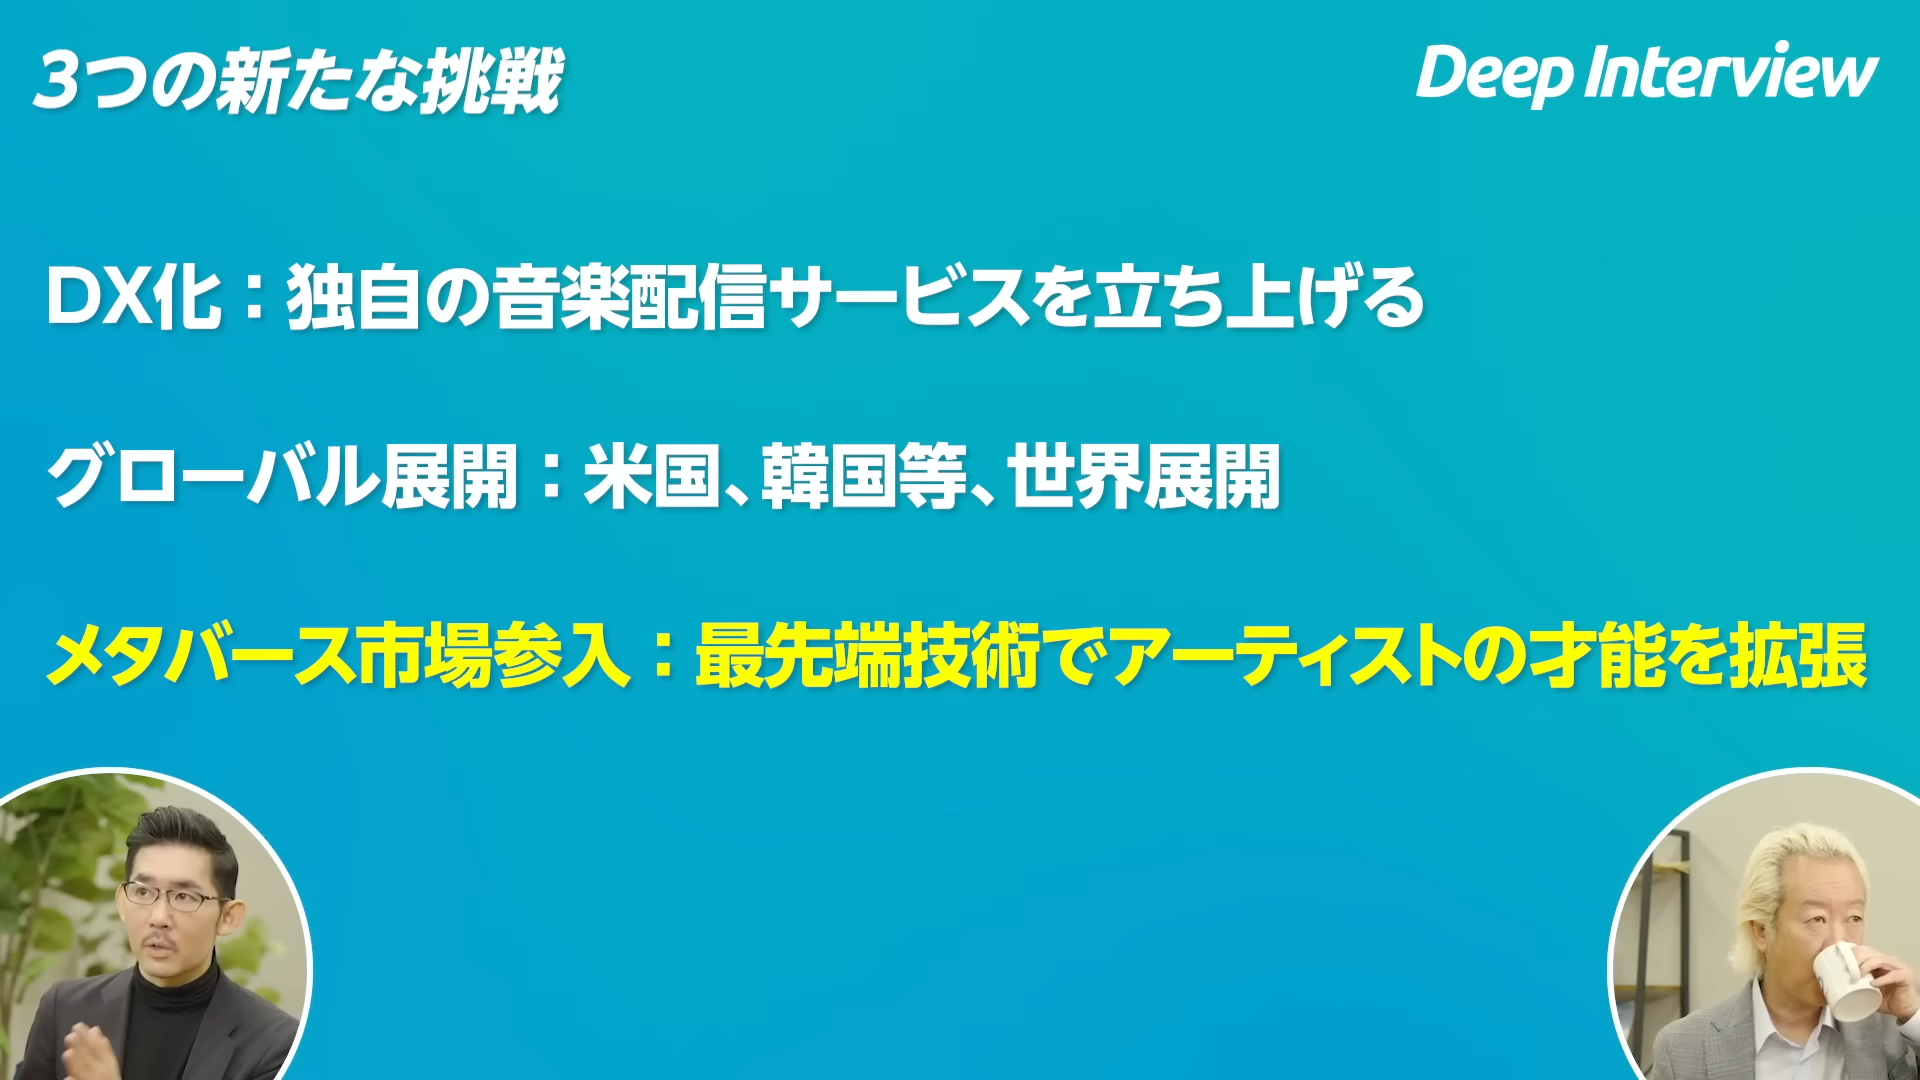 3つの新たな挑戦
Deep Interview
DX化：独自の音楽配信サービスを立ち上げる
グローバル展開：米国、韓国等、世界展開
メタバース市場参入：最先端技術でアーティストの才能を拡張